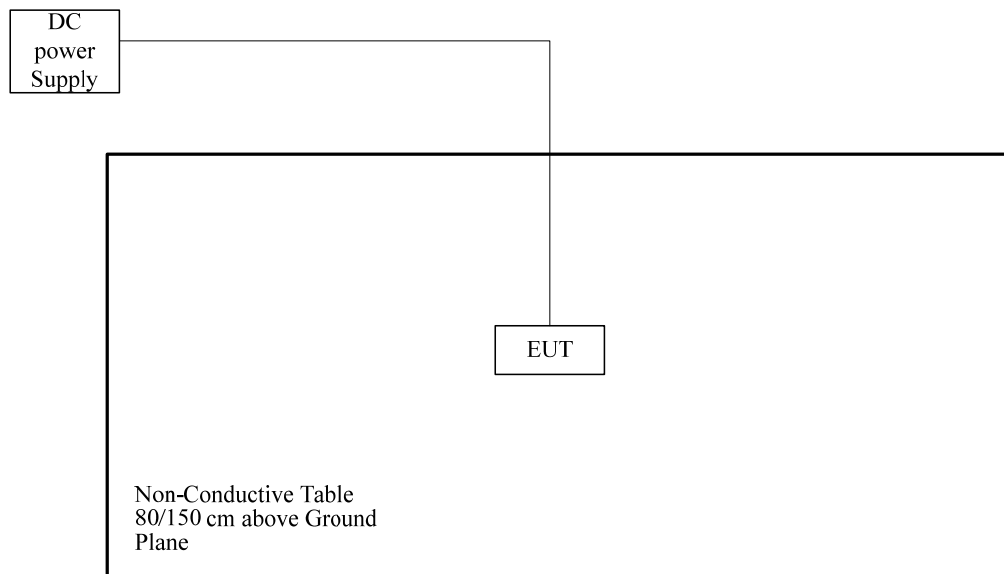 DC
power
Supply
EUT
Non-Conductive Table
80/150 cm above Ground
Plane